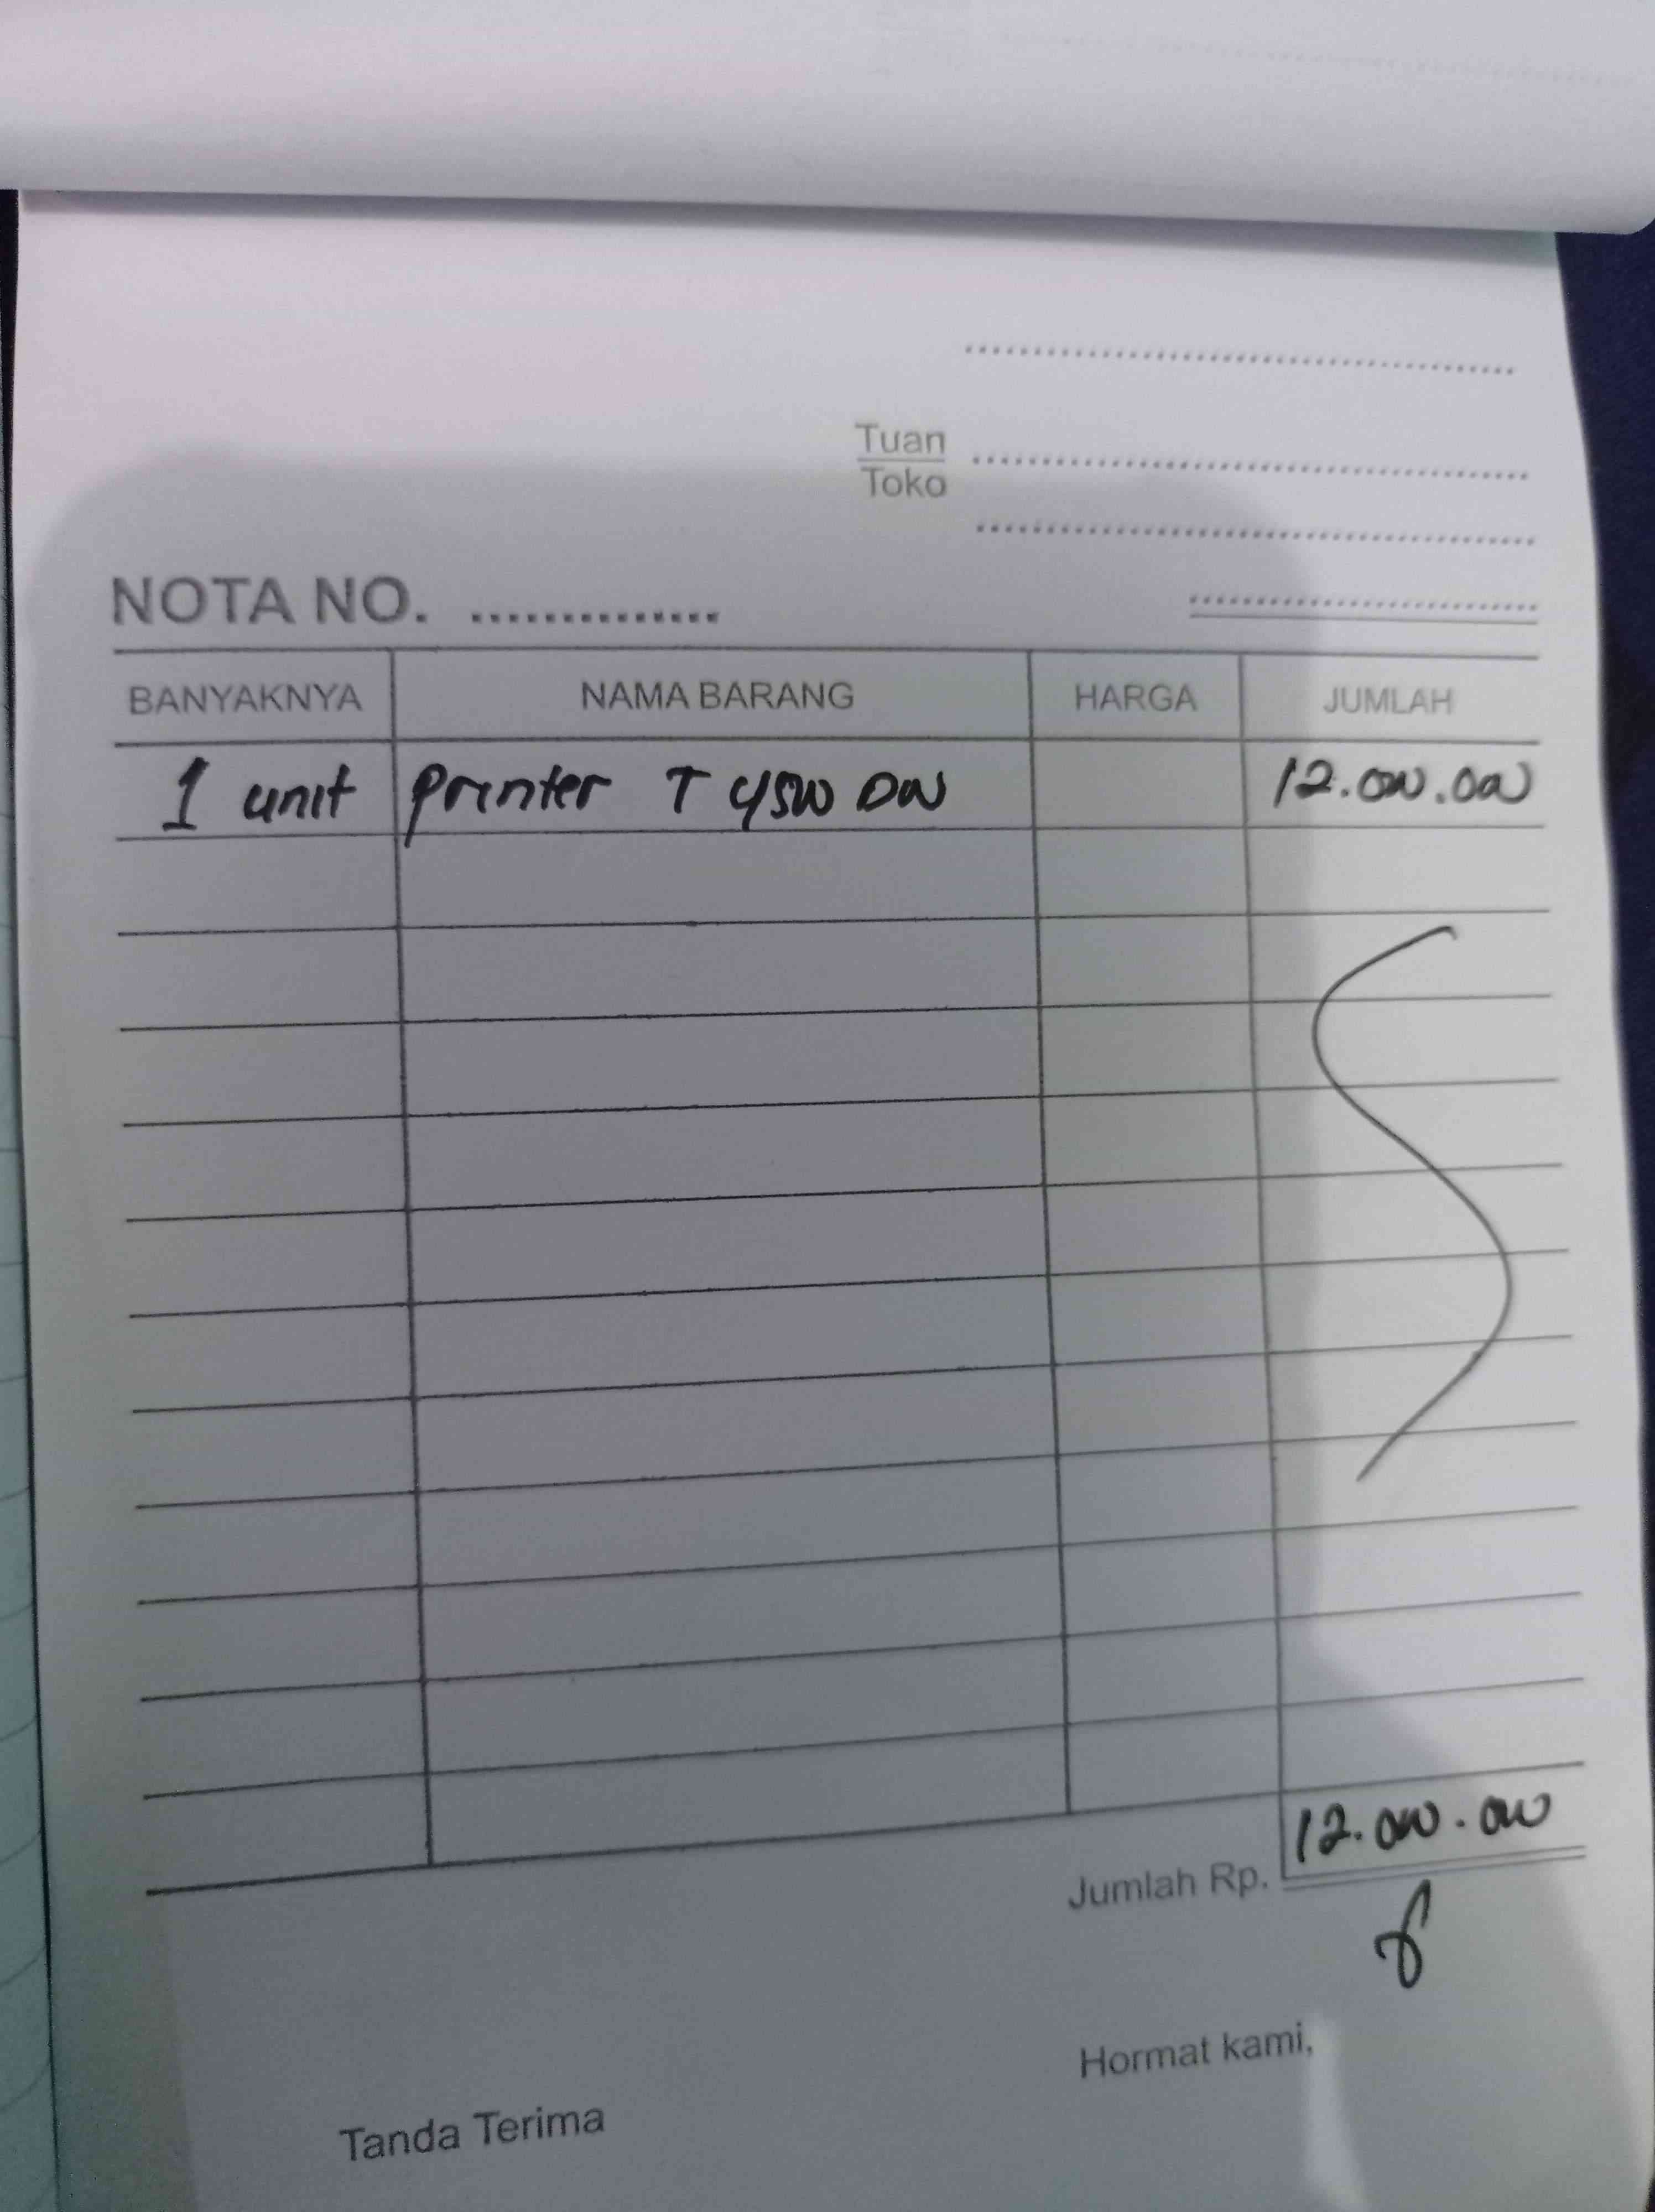 Tuan
Toko
NOTA NO. ..............
BANYAKNYA NAMA BARANG HARGA JUMLAH
1 unit Printer T 4500 DW 12.000.000
Jumlah Rp. 12.000.000
Hormat kami,
Tanda Terima